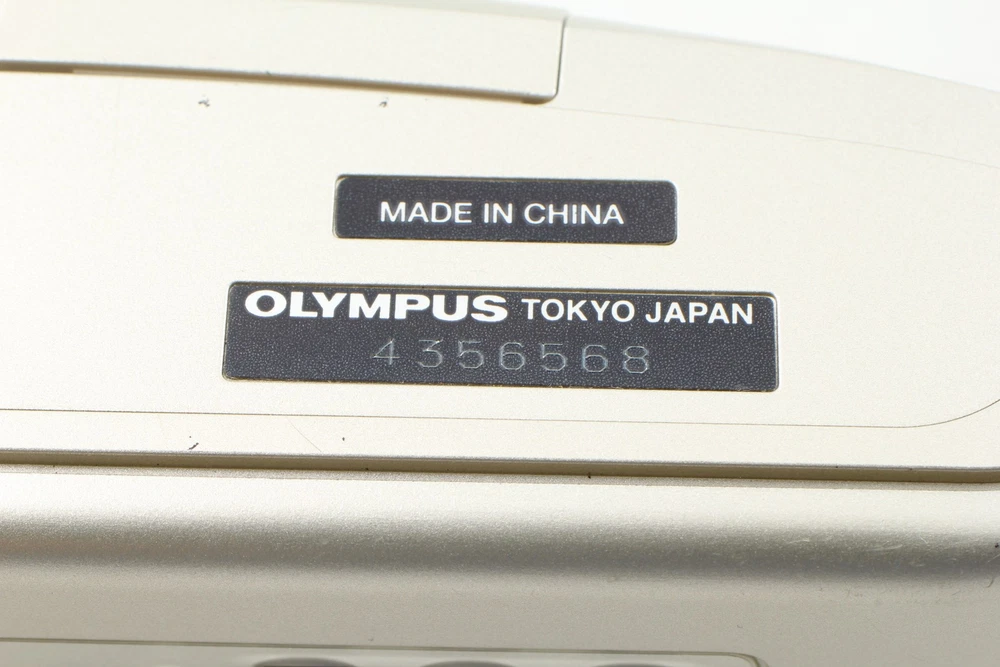 MADE IN CHINA
OLYMPUS TOKYO JAPAN
4356568